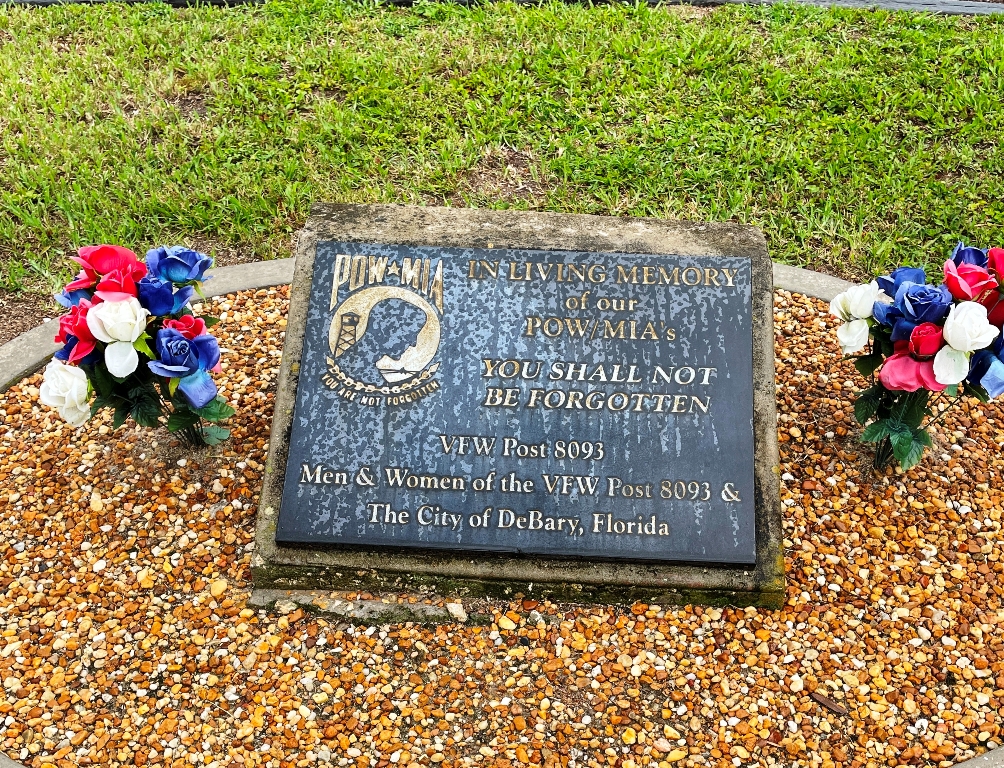 POW★MIA
YOU ARE NOT FORGOTTEN
IN LIVING MEMORY
of our
POW/MIA's
YOU SHALL NOT
BE FORGOTTEN
VFW Post 8093
Men & Women of the VFW Post 8093 &
The City of DeBary, Florida